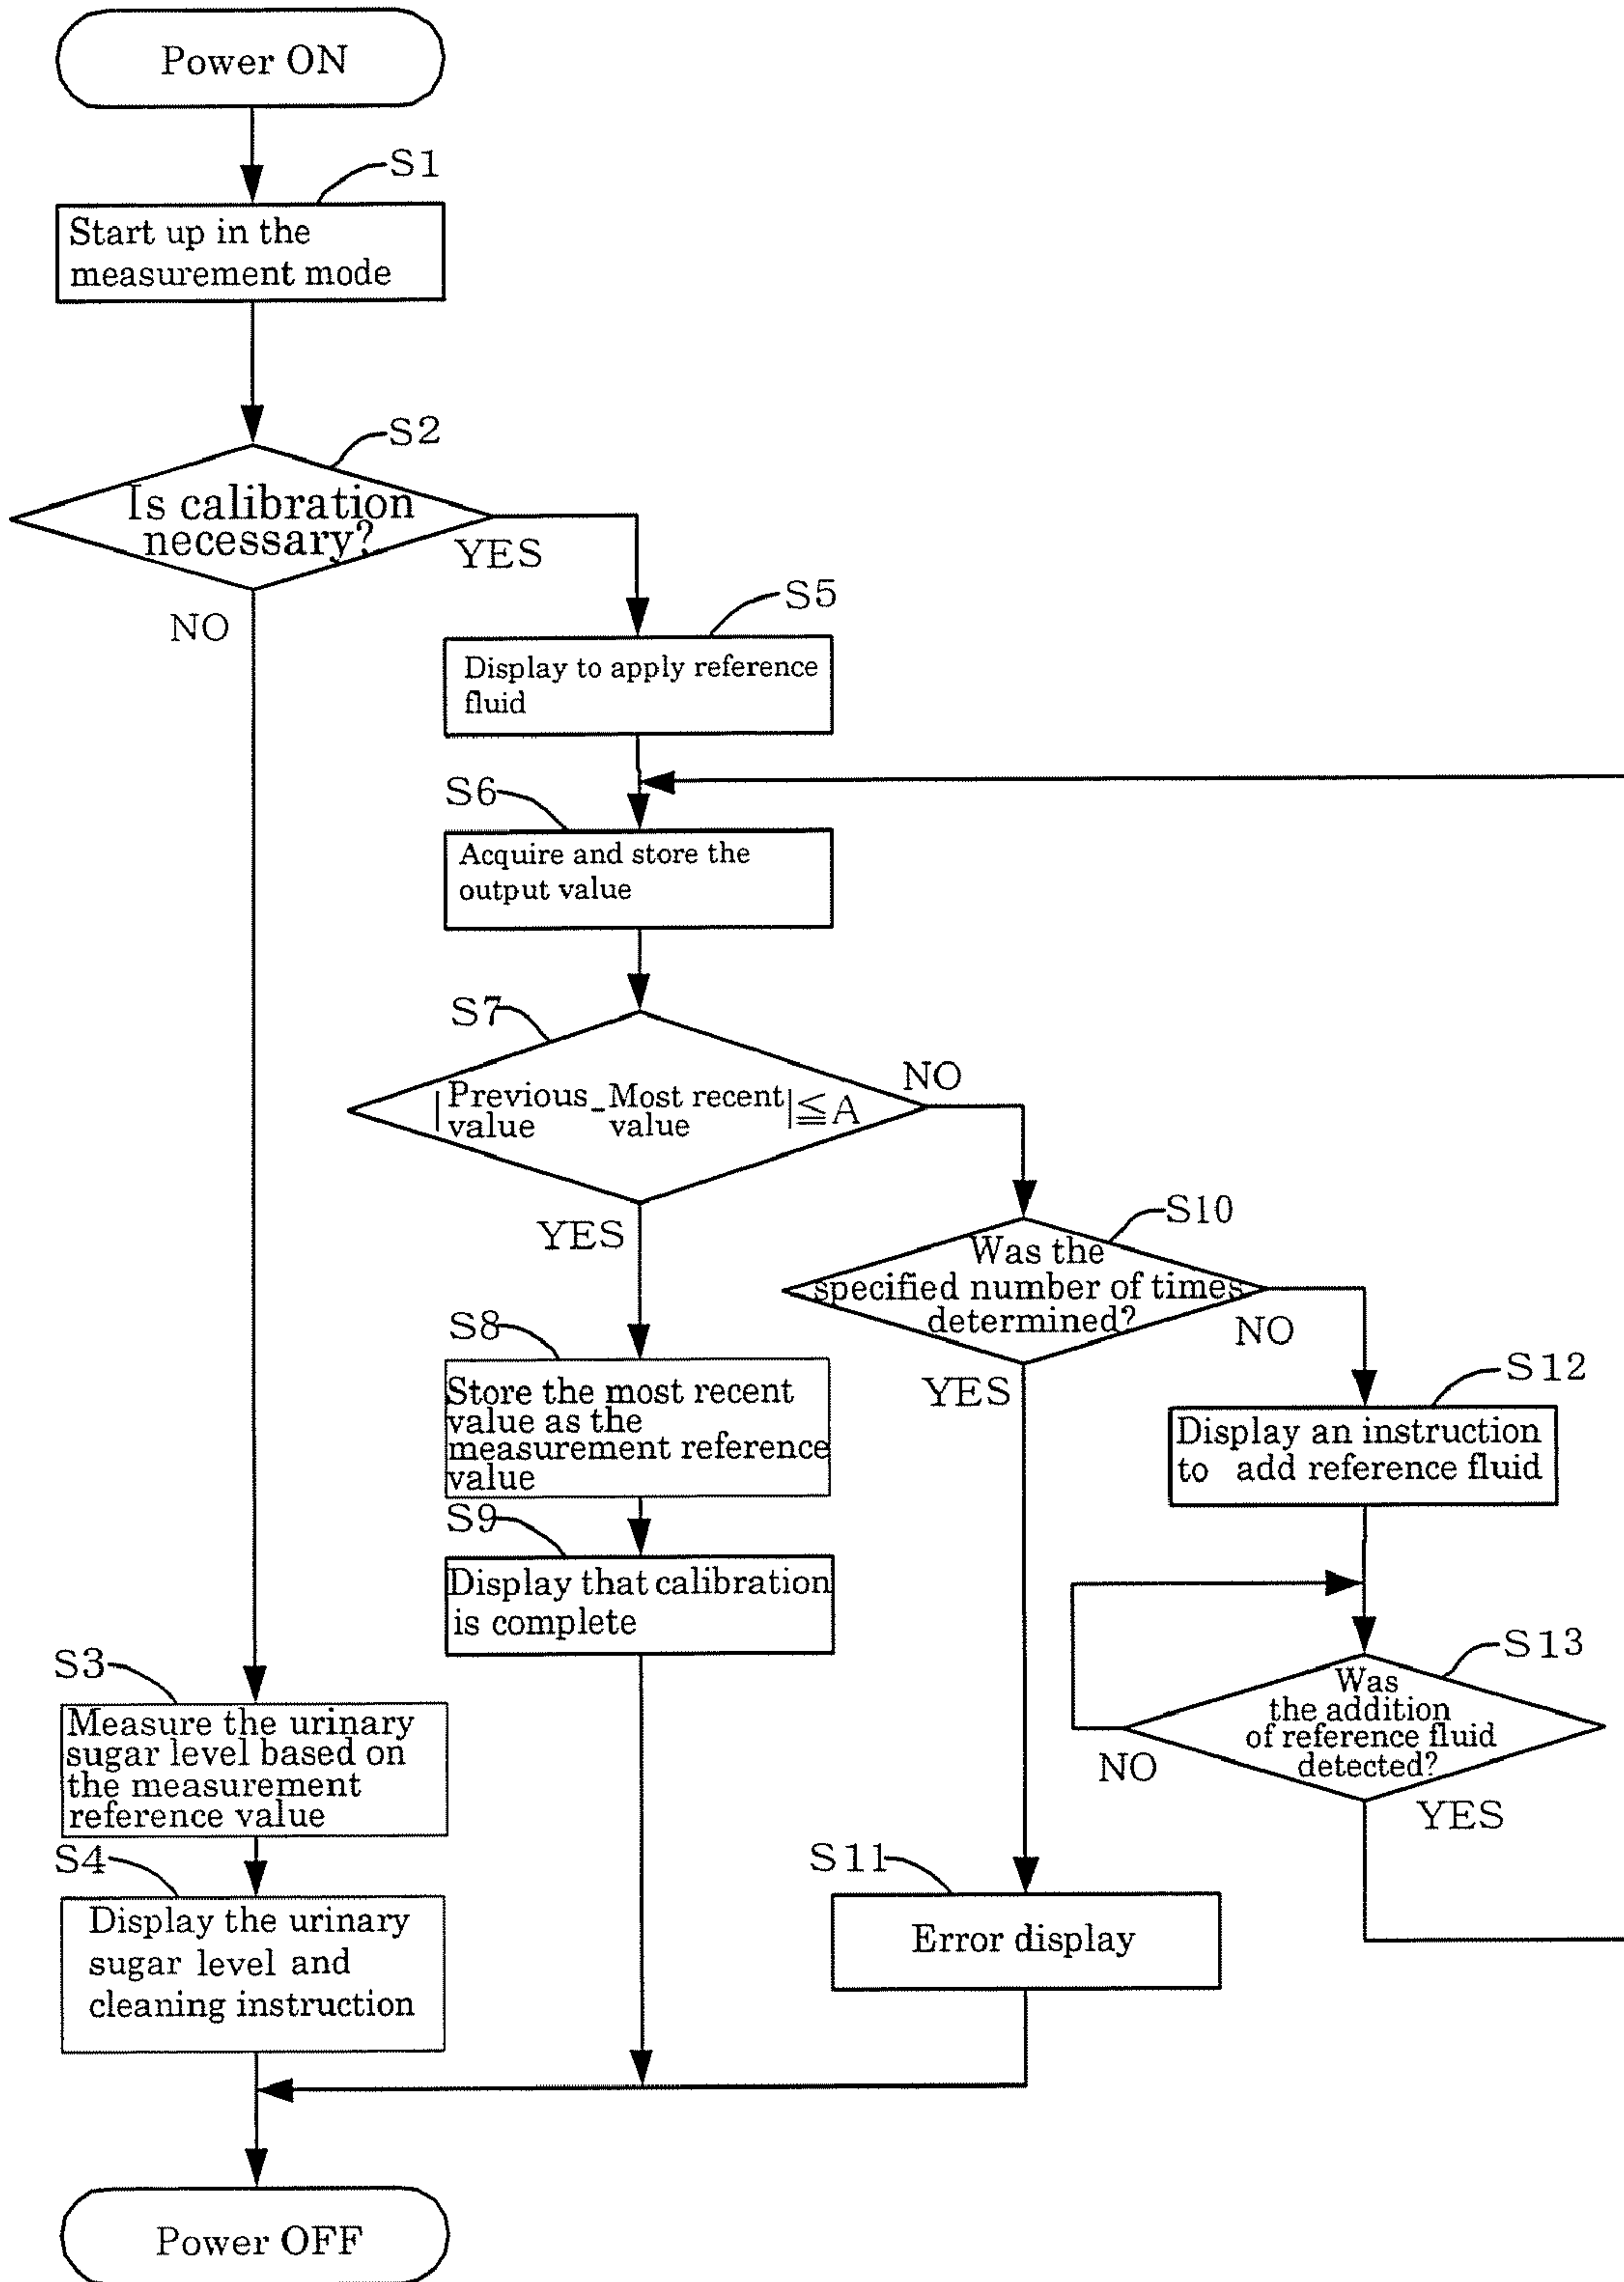 Power ON
S1
Start up in the
measurement mode
S2
Is calibration
necessary?
YES
NO
S5
Display to apply reference
fluid
S6
Acquire and store the
output value
S7
| Previous - Most recent | ≦ A
value value
NO
YES
S10
Was the
specified number of times
determined?
NO
YES
S8
Store the most recent
value as the
measurement reference
value
S12
Display an instruction
to add reference fluid
S9
Display that calibration
is complete
S13
Was
the addition
of reference fluid
detected?
NO
YES
S3
Measure the urinary
sugar level based on
the measurement
reference value
S4
Display the urinary
sugar level and
cleaning instruction
S11
Error display
Power OFF